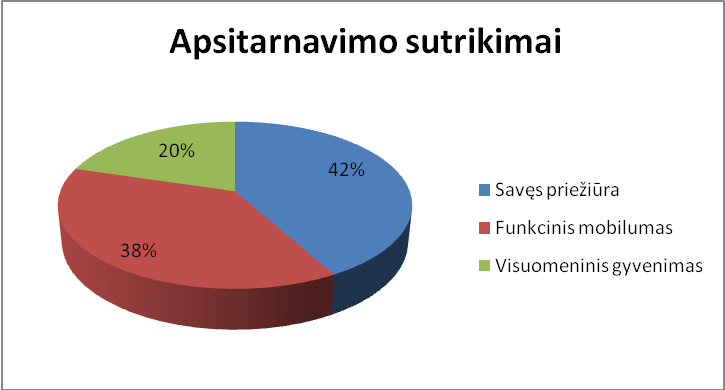 Apsitarnavimo sutrikimai
20%
42%
38%
Savęs priežiūra
Funkcinis mobilumas
Visuomeninis gyvenimas